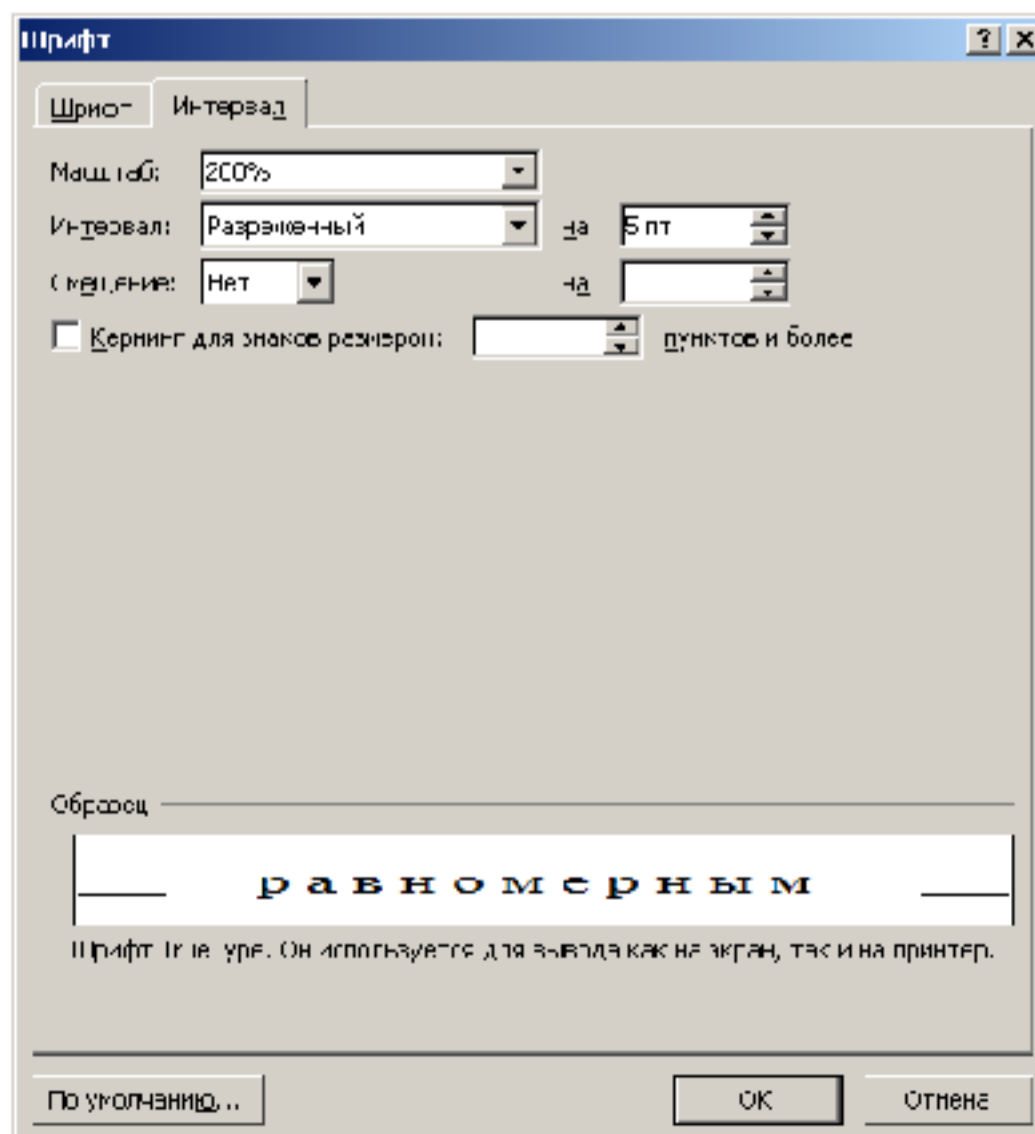 Шрифт
Шрифт Интервал
Масштаб: 200%
Интервал: Разреженный на 5 пт
Смещение: Нет на
Кернинг для знаков размером: пунктов и более
Образец
равномерным
Шрифт TrueType. Он используется для вывода как на экран, так и на принтер.
По умолчанию... ОК Отмена